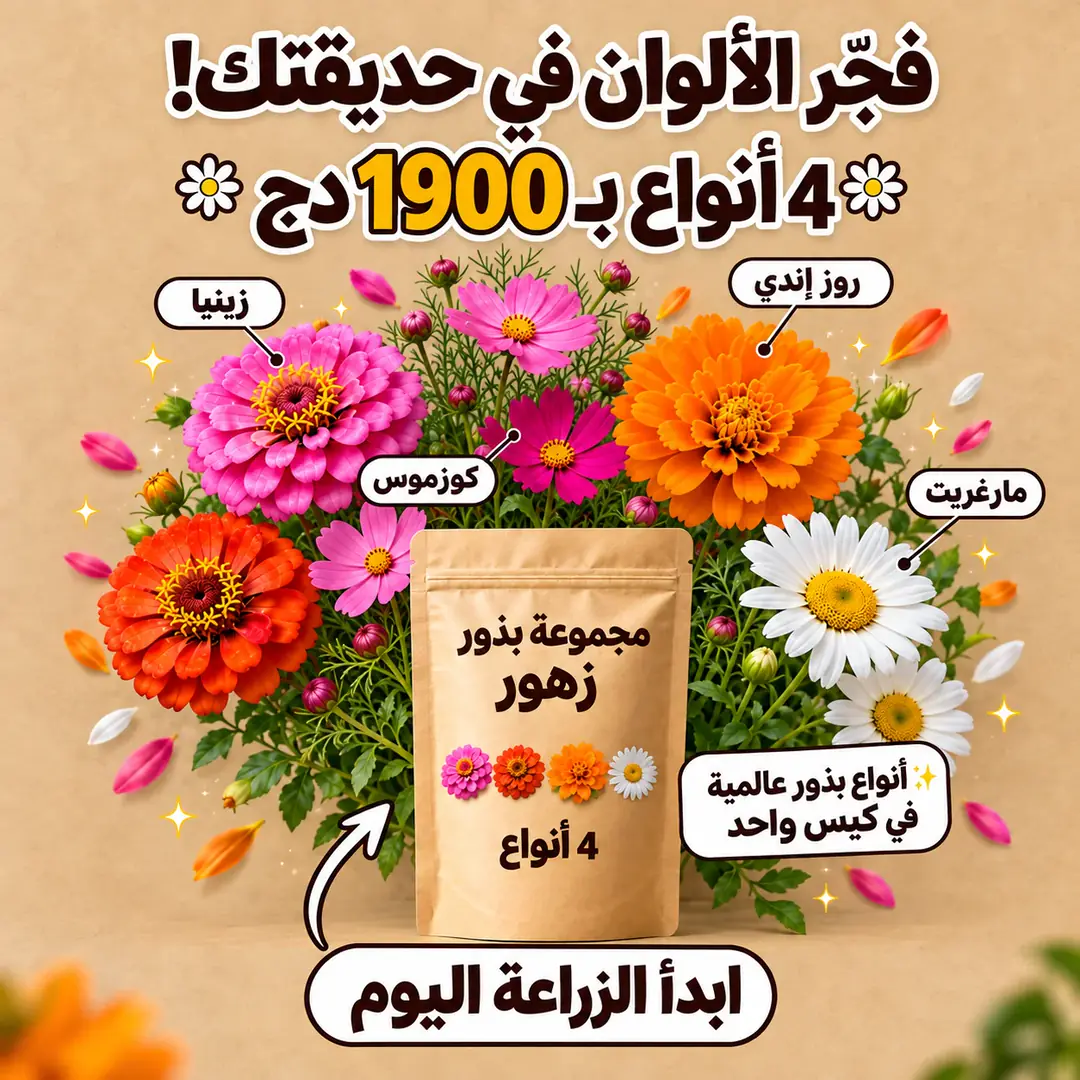 فجّر الألوان في حديقتك!
4 أنواع بـ 1900 دج
روز إندي
زينيا
كوزموس
مارغريت
مجموعة بذور
زهور
4 أنواع
أنواع بذور عالمية
في كيس واحد
ابدأ الزراعة اليوم